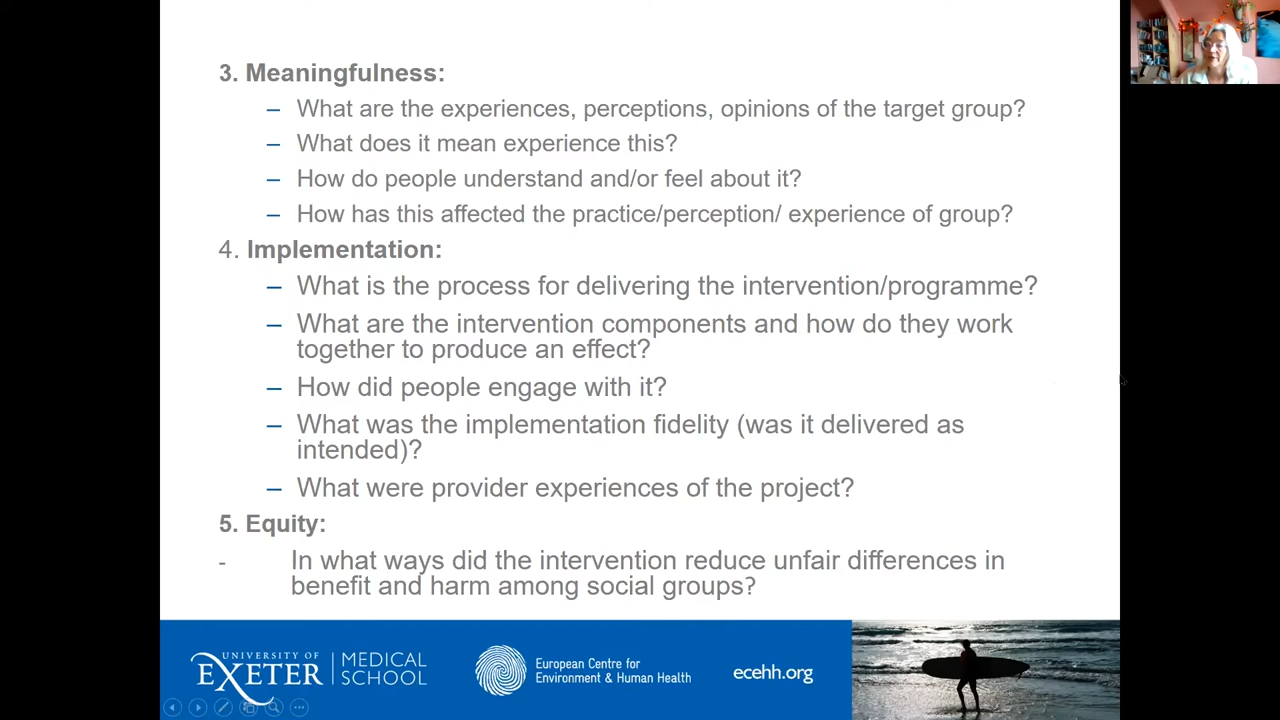 3. Meaningfulness:
– What are the experiences, perceptions, opinions of the target group?
– What does it mean experience this?
– How do people understand and/or feel about it?
– How has this affected the practice/perception/ experience of group?
4. Implementation:
– What is the process for delivering the intervention/programme?
– What are the intervention components and how do they work
together to produce an effect?
– How did people engage with it?
– What was the implementation fidelity (was it delivered as
intended)?
– What were provider experiences of the project?
5. Equity:
- In what ways did the intervention reduce unfair differences in
benefit and harm among social groups?
UNIVERSITY OF
EXETER
MEDICAL
SCHOOL
European Centre for
Environment & Human Health
ecehh.org